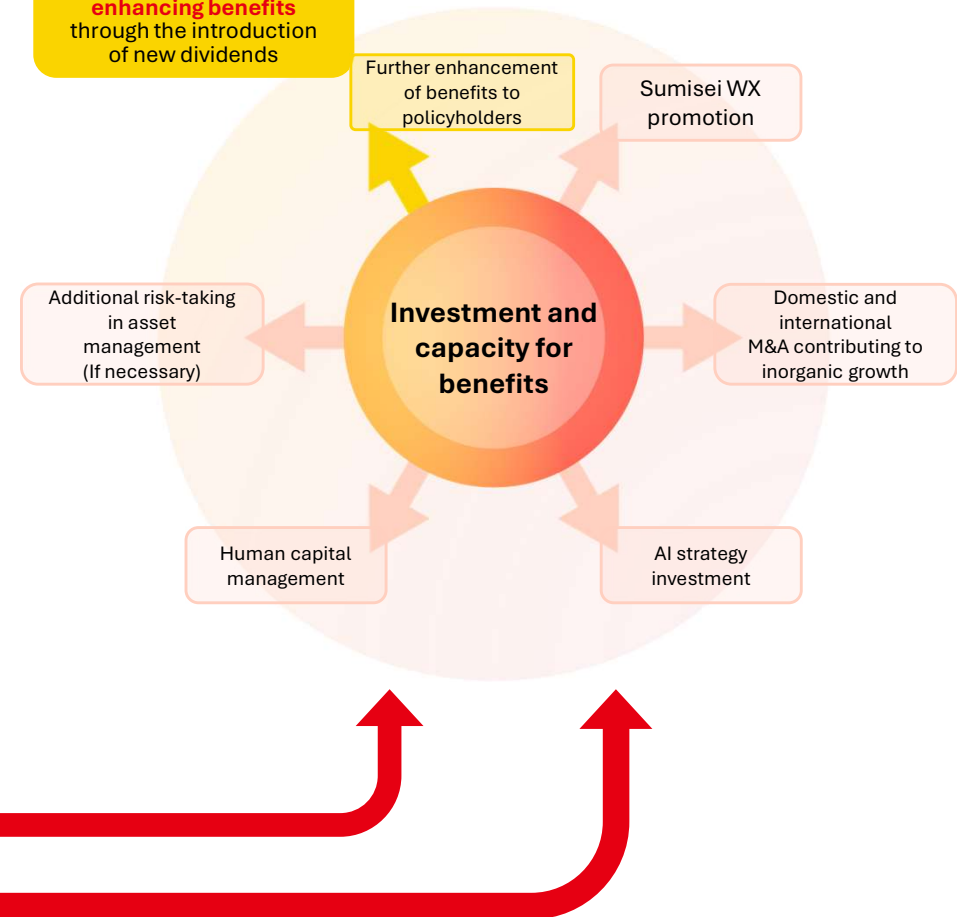 enhancing benefits
through the introduction
of new dividends
Further enhancement
of benefits to
policyholders
Sumisei WX
promotion
Additional risk-taking
in asset
management
(If necessary)
Investment and
capacity for
benefits
Domestic and
international
M&A contributing to
inorganic growth
Human capital
management
AI strategy
investment